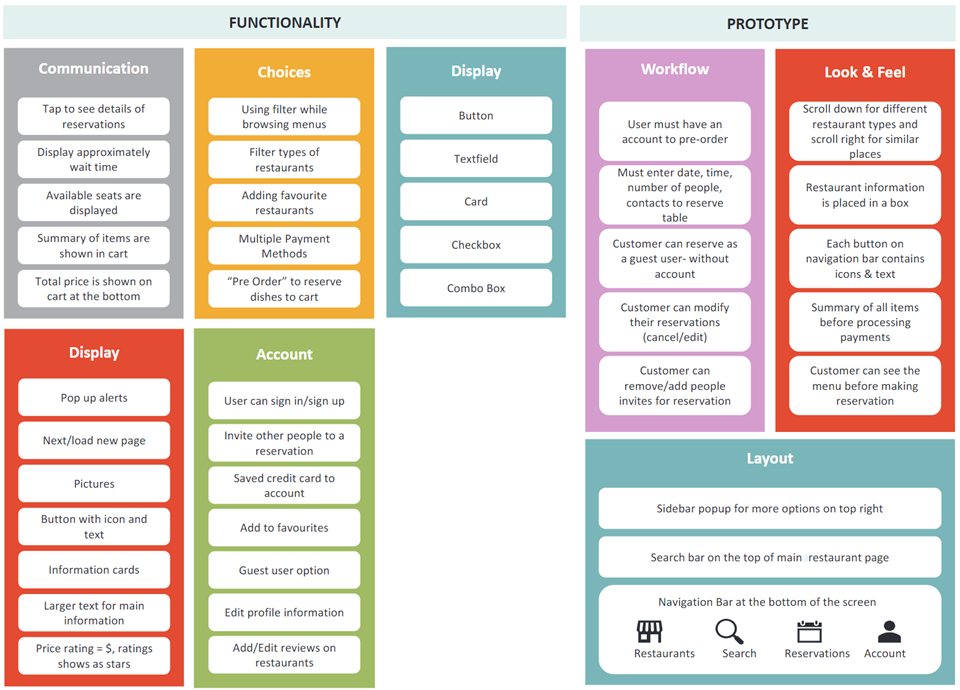 FUNCTIONALITY
Communication
Tap to see details of
reservations
Display approximately
wait time
Available seats are
displayed
Summary of items are
shown in cart
Total price is shown on
cart at the bottom
Choices
Using filter while
browsing menus
Filter types of
restaurants
Adding favourite
restaurants
Multiple Payment
Methods
“Pre Order” to reserve
dishes to cart
Display
Button
Textfield
Card
Checkbox
Combo Box
Display
Pop up alerts
Next/load new page
Pictures
Button with icon and
text
Information cards
Larger text for main
information
Price rating = $, ratings
shows as stars
Account
User can sign in/sign up
Invite other people to a
reservation
Saved credit card to
account
Add to favourites
Guest user option
Edit profile information
Add/Edit reviews on
restaurants
PROTOTYPE
Workflow
User must have an
account to pre-order
Must enter date, time,
number of people,
contacts to reserve
table
Customer can reserve as
a guest user- without
account
Customer can modify
their reservations
(cancel/edit)
Customer can
remove/add people
invites for reservation
Look & Feel
Scroll down for different
restaurant types and
scroll right for similar
places
Restaurant information
is placed in a box
Each button on
navigation bar contains
icons & text
Summary of all items
before processing
payments
Customer can see the
menu before making
reservation
Layout
Sidebar popup for more options on top right
Search bar on the top of main restaurant page
Navigation Bar at the bottom of the screen
Restaurants Search Reservations Account